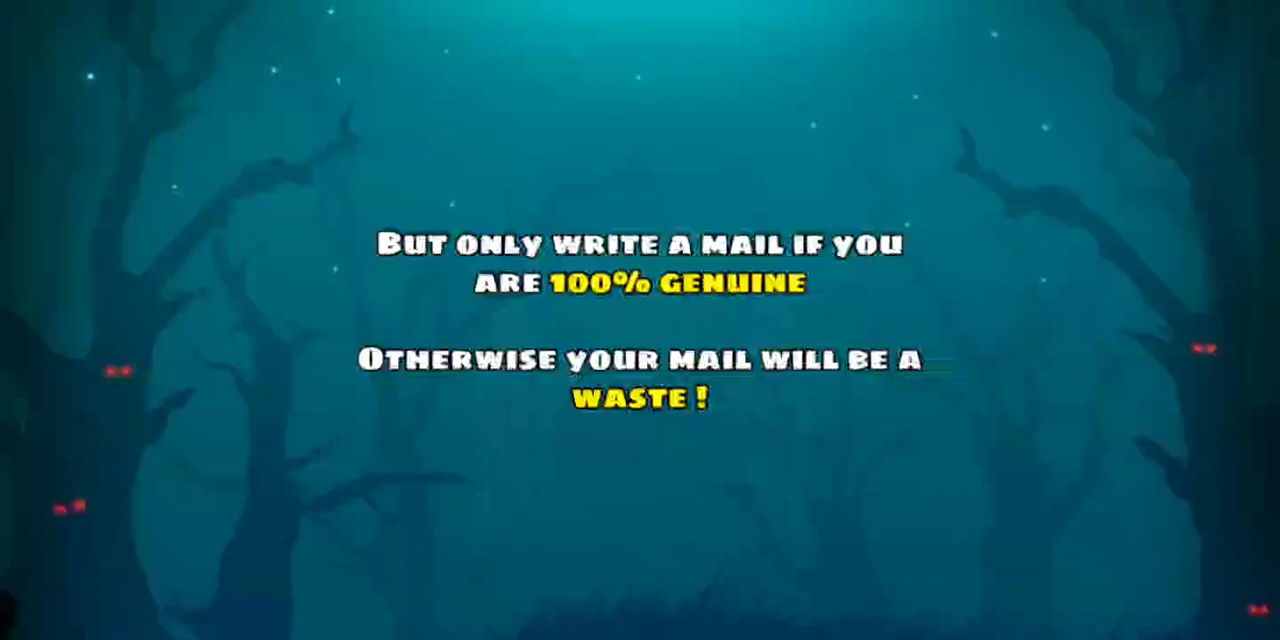 But only write a mail if you
are 100% genuine
Otherwise your mail will be a
waste !